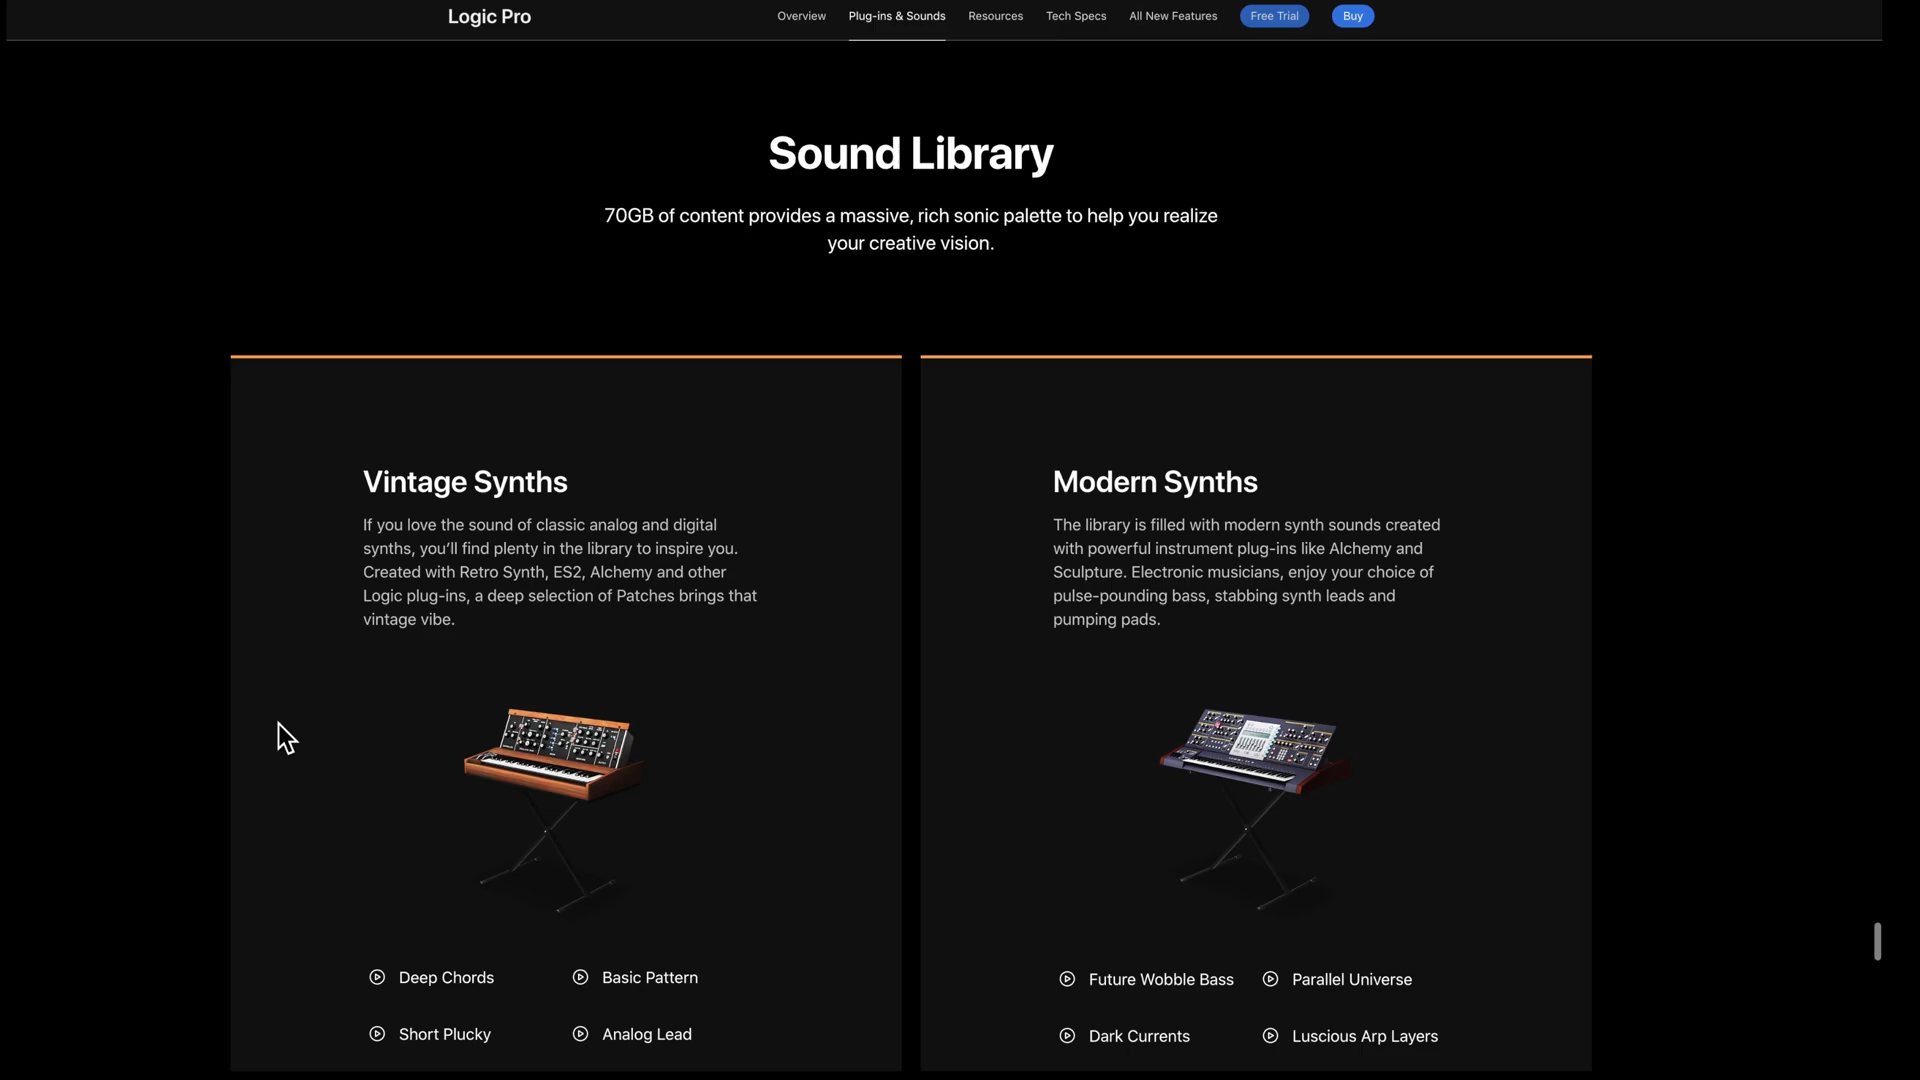 Logic Pro
Overview
Plug-ins & Sounds
Resources
Tech Specs
All New Features
Free Trial
Buy
Sound Library
70GB of content provides a massive, rich sonic palette to help you realize
your creative vision.
Vintage Synths
If you love the sound of classic analog and digital
synths, you’ll find plenty in the library to inspire you.
Created with Retro Synth, ES2, Alchemy and other
Logic plug-ins, a deep selection of Patches brings that
vintage vibe.
Deep Chords
Basic Pattern
Short Plucky
Analog Lead
Modern Synths
The library is filled with modern synth sounds created
with powerful instrument plug-ins like Alchemy and
Sculpture. Electronic musicians, enjoy your choice of
pulse-pounding bass, stabbing synth leads and
pumping pads.
Future Wobble Bass
Parallel Universe
Dark Currents
Luscious Arp Layers